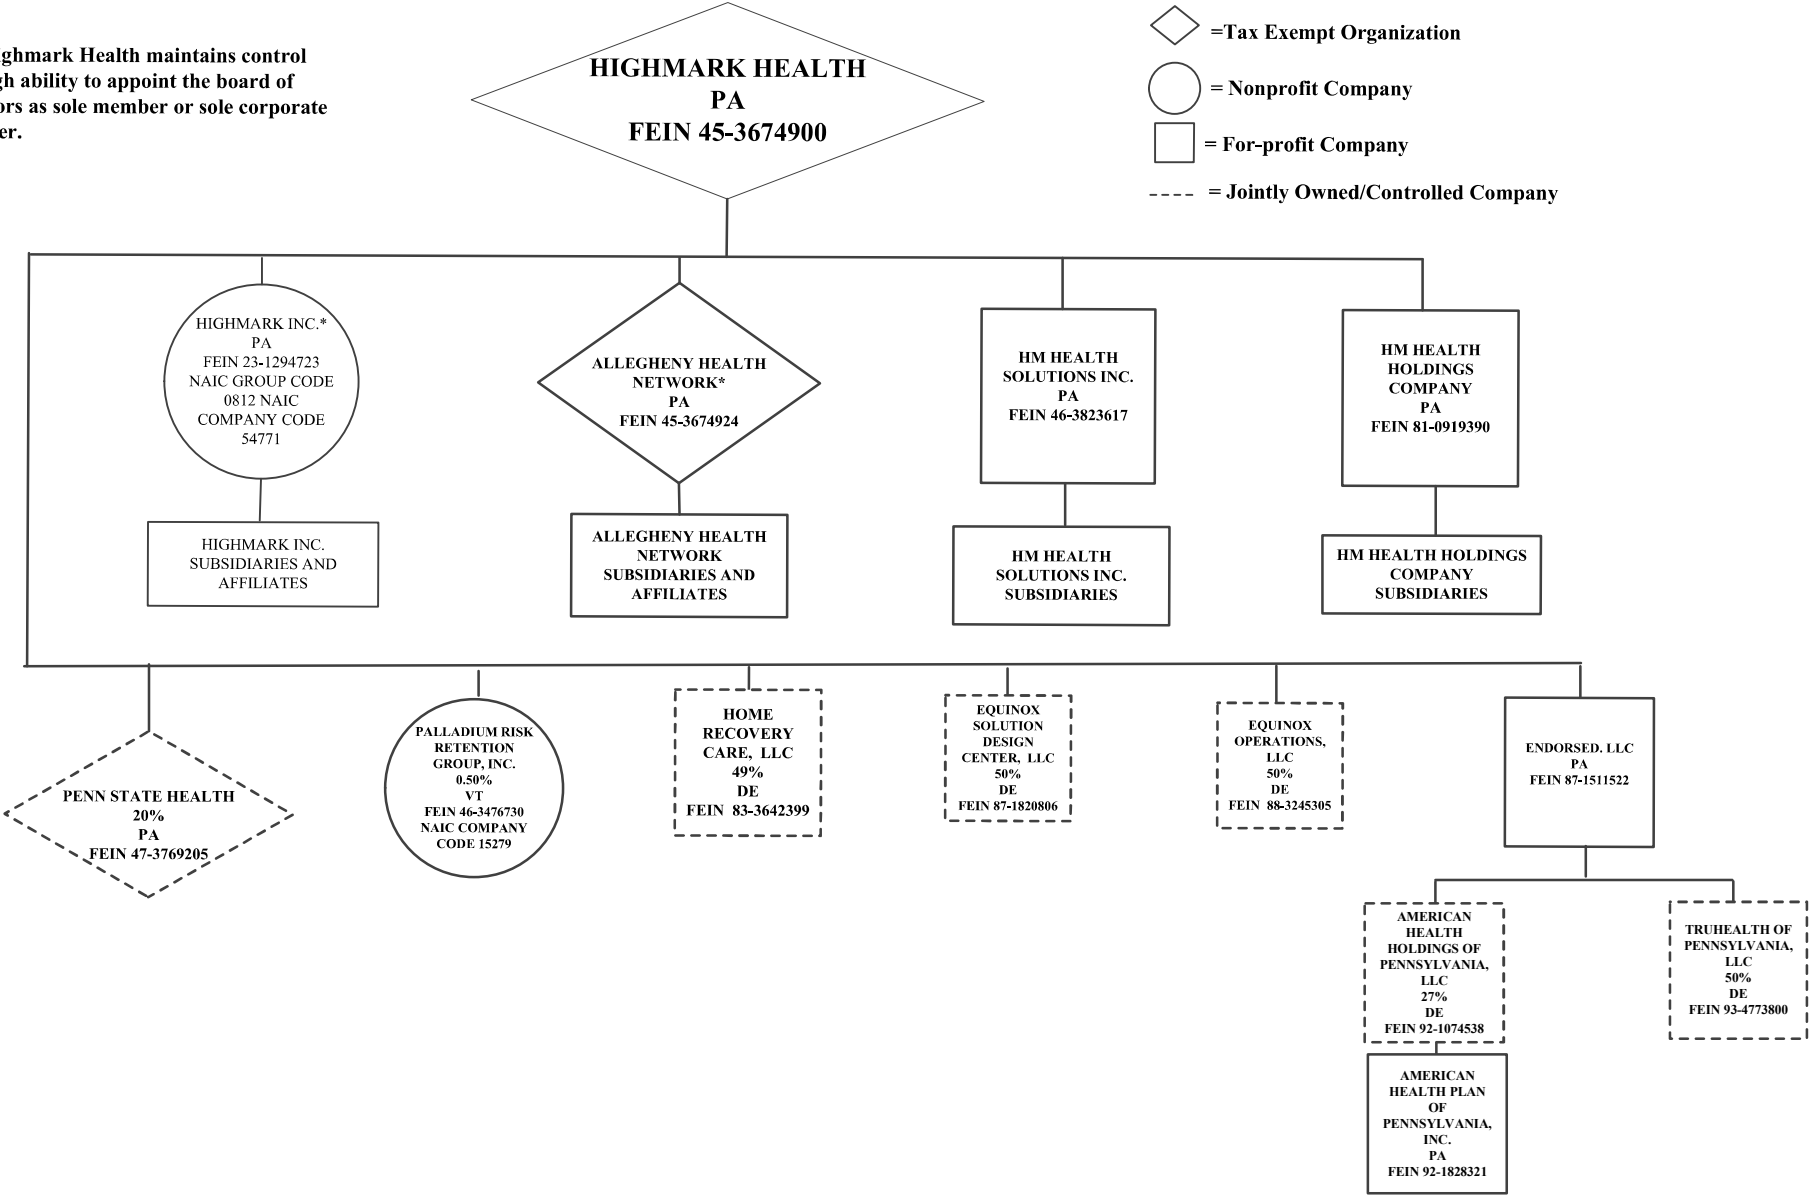 ghmark Health maintains control
gh ability to appoint the board of
ors as sole member or sole corporate
er.
HIGHMARK HEALTH
PA
FEIN 45-3674900
=Tax Exempt Organization
= Nonprofit Company
= For-profit Company
= Jointly Owned/Controlled Company
HIGHMARK INC.*
PA
FEIN 23-1294723
NAIC GROUP CODE
0812 NAIC
COMPANY CODE
54771
ALLEGHENY HEALTH
NETWORK*
PA
FEIN 45-3674924
HM HEALTH
SOLUTIONS INC.
PA
FEIN 46-3823617
HM HEALTH
HOLDINGS
COMPANY
PA
FEIN 81-0919390
HIGHMARK INC.
SUBSIDIARIES AND
AFFILIATES
ALLEGHENY HEALTH
NETWORK
SUBSIDIARIES AND
AFFILIATES
HM HEALTH
SOLUTIONS INC.
SUBSIDIARIES
HM HEALTH HOLDINGS
COMPANY
SUBSIDIARIES
PENN STATE HEALTH
20%
PA
FEIN 47-3769205
PALLADIUM RISK
RETENTION
GROUP, INC.
0.50%
VT
FEIN 46-3476730
NAIC COMPANY
CODE 15279
HOME
RECOVERY
CARE, LLC
49%
DE
FEIN 83-3642399
EQUINOX
SOLUTION
DESIGN
CENTER, LLC
50%
DE
FEIN 87-1820806
EQUINOX
OPERATIONS,
LLC
50%
DE
FEIN 88-3245305
ENDORSED. LLC
PA
FEIN 87-1511522
AMERICAN
HEALTH
HOLDINGS OF
PENNSYLVANIA,
LLC
27%
DE
FEIN 92-1074538
TRUHEALTH OF
PENNSYLVANIA,
LLC
50%
DE
FEIN 93-4773800
AMERICAN
HEALTH PLAN
OF
PENNSYLVANIA,
INC.
PA
FEIN 92-1828321